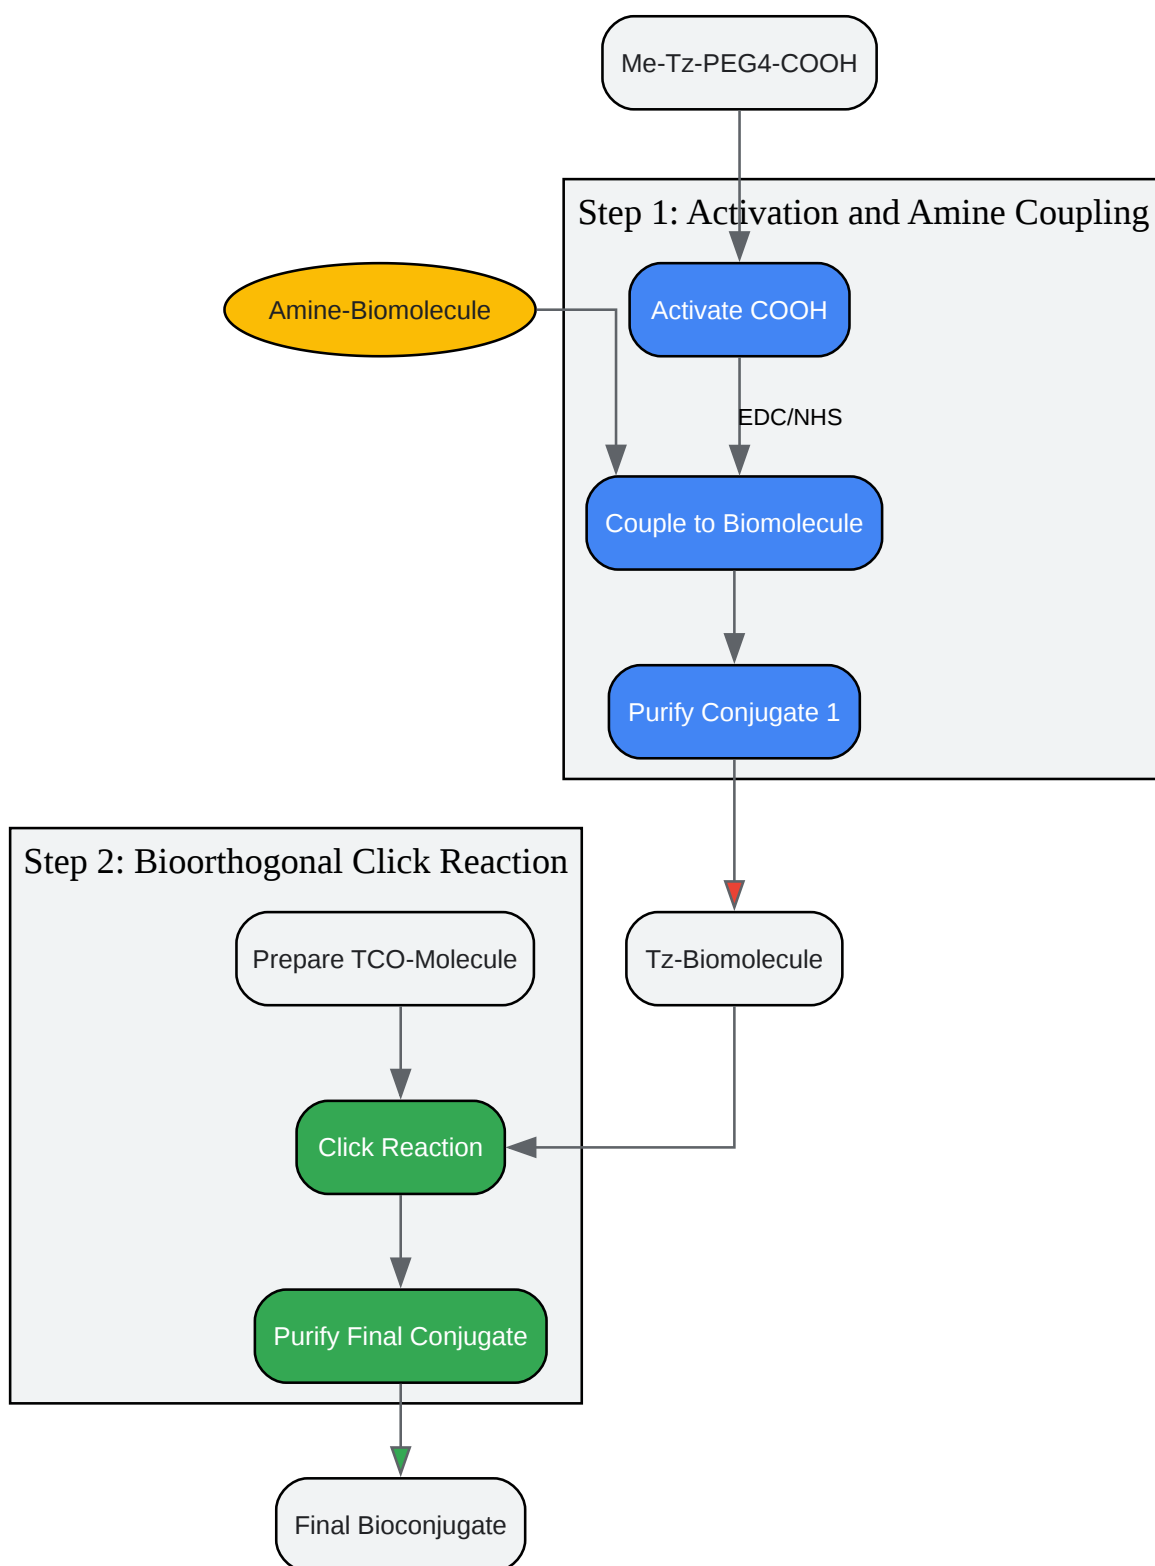 Me-Tz-PEG4-COOH
Step 1: Activation and Amine Coupling
Amine-Biomolecule
Activate COOH
EDC/NHS
Couple to Biomolecule
Purify Conjugate 1
Step 2: Bioorthogonal Click Reaction
Prepare TCO-Molecule
Tz-Biomolecule
Click Reaction
Purify Final Conjugate
Final Bioconjugate